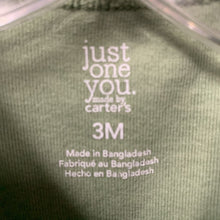 just
one
you.
made by
carter's
3M
Made in Bangladesh
Fabriqué au Bangladesh
Hecho en Bangladesh